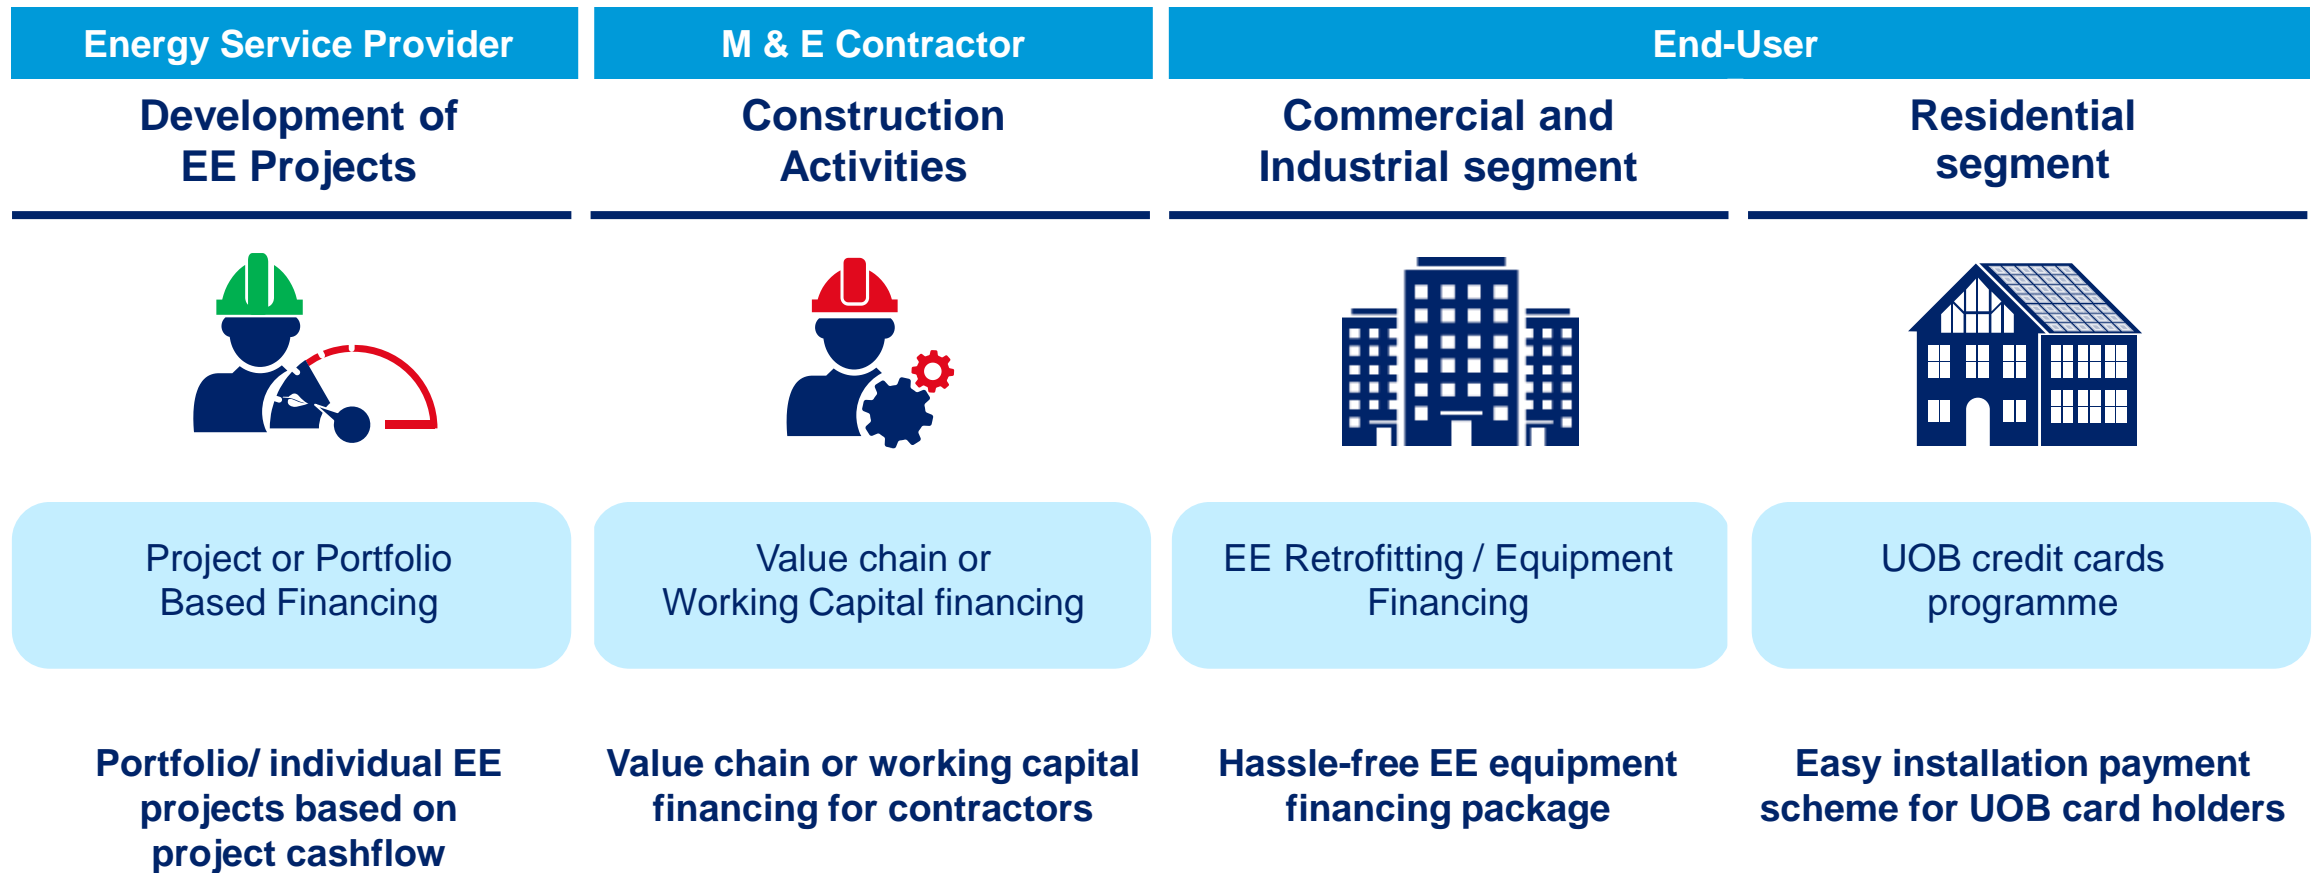 Energy Service Provider
M & E Contractor
End-User
Development of
EE Projects
Construction
Activities
Commercial and
Industrial segment
Residential
segment
Project or Portfolio
Based Financing
Value chain or
Working Capital financing
EE Retrofitting / Equipment
Financing
UOB credit cards
programme
Portfolio/ individual EE
projects based on
project cashflow
Value chain or working capital
financing for contractors
Hassle-free EE equipment
financing package
Easy installation payment
scheme for UOB card holders